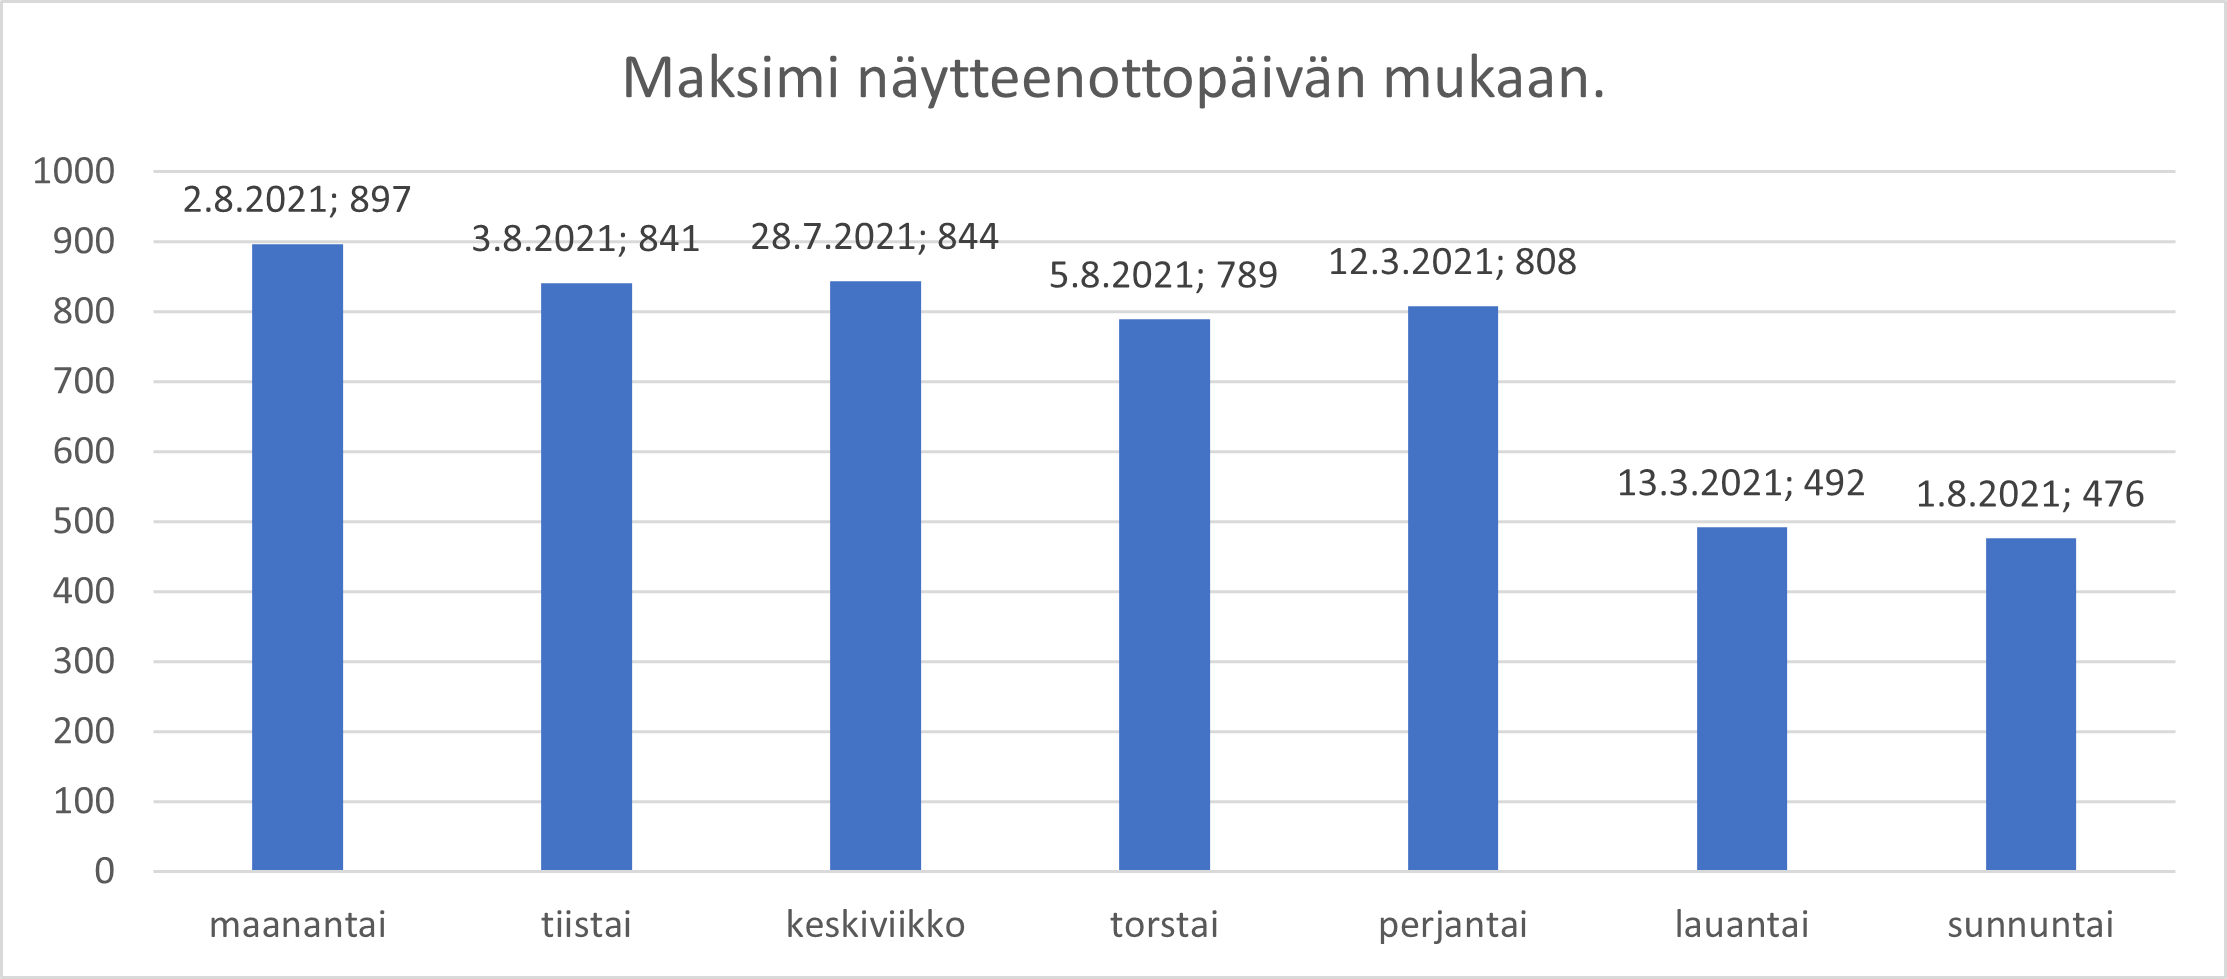 Maksimi näytteenottopäivän mukaan.
1000
900
800
700
600
500
400
300
200
100
0
2.8.2021; 897
3.8.2021; 841
28.7.2021; 844
5.8.2021; 789
12.3.2021; 808
13.3.2021; 492
1.8.2021; 476
maanantai
tiistai
keskiviikko
torstai
perjantai
lauantai
sunnuntai